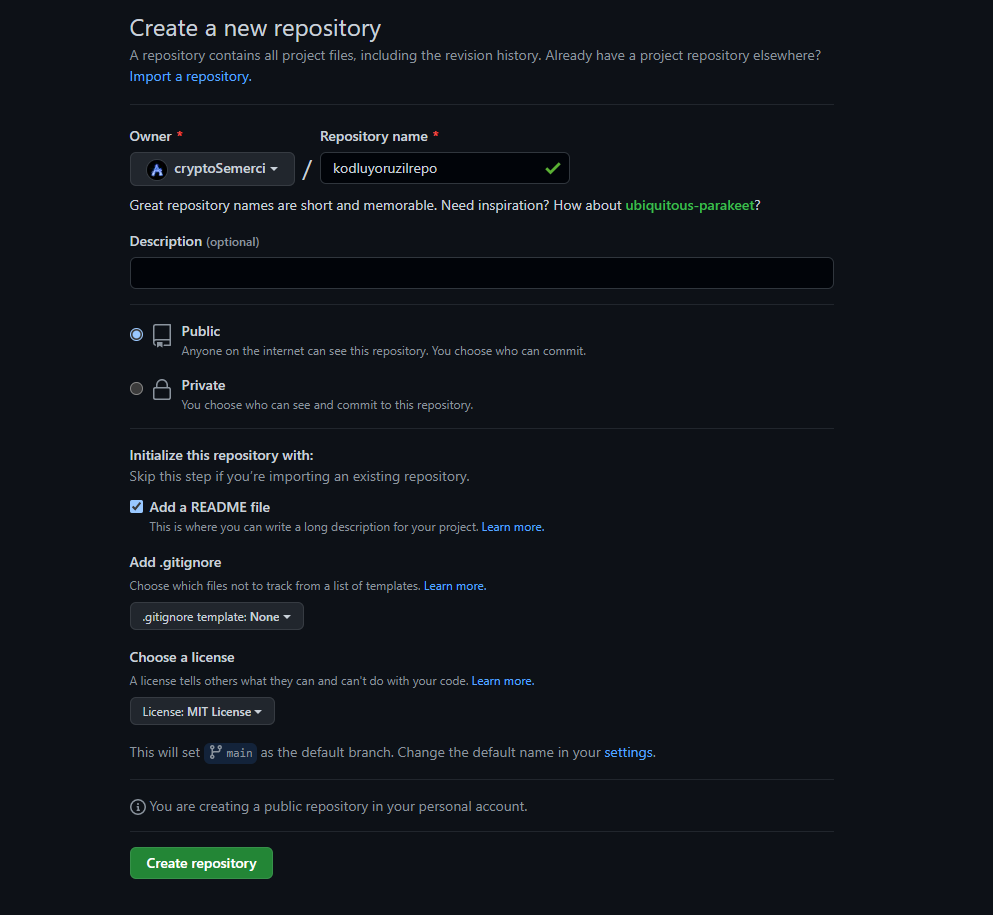 Create a new repository
A repository contains all project files, including the revision history. Already have a project repository elsewhere?
Import a repository.
Owner * Repository name *
cryptoSemerci / kodluyoruzilrepo
Great repository names are short and memorable. Need inspiration? How about ubiquitous-parakeet?
Description (optional)
Public
Anyone on the internet can see this repository. You choose who can commit.
Private
You choose who can see and commit to this repository.
Initialize this repository with:
Skip this step if you're importing an existing repository.
Add a README file
This is where you can write a long description for your project. Learn more.
Add .gitignore
Choose which files not to track from a list of templates. Learn more.
.gitignore template: None
Choose a license
A license tells others what they can and can't do with your code. Learn more.
License: MIT License
This will set main as the default branch. Change the default name in your settings.
You are creating a public repository in your personal account.
Create repository